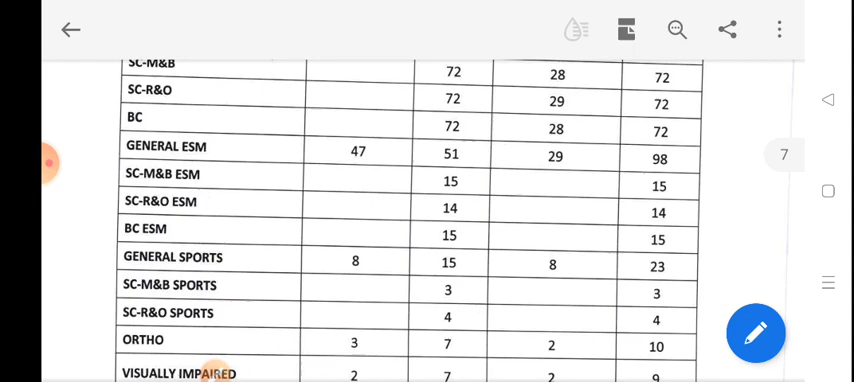 SC-M&B 72 28 72
7
SC-R&O 72 29 72
BC 72 28 72
GENERAL ESM 47 51 29 98
SC-M&B ESM 15 15
SC-R&O ESM 14 14
BC ESM 15 15
GENERAL SPORTS 8 15 8 23
SC-M&B SPORTS 3 3
SC-R&O SPORTS 4 4
ORTHO 3 7 2 10
VISUALLY IMPAIRED 2 7 2 9